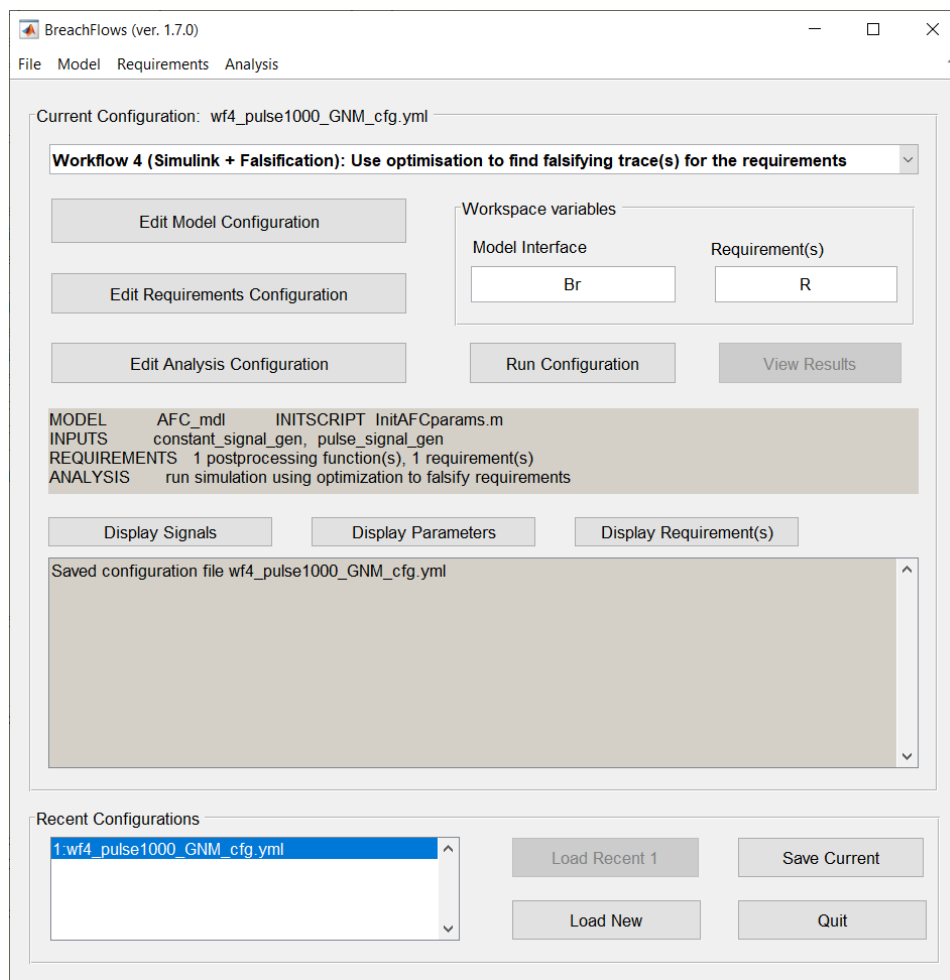 BreachFlows (ver. 1.7.0)
File Model Requirements Analysis
Current Configuration: wf4_pulse1000_GNM_cfg.yml
Workflow 4 (Simulink + Falsification): Use optimisation to find falsifying trace(s) for the requirements
Edit Model Configuration
Workspace variables
Model Interface Requirement(s)
Br R
Edit Requirements Configuration
Edit Analysis Configuration Run Configuration View Results
MODEL AFC_mdl INITSCRIPT InitAFCparams.m
INPUTS constant_signal_gen, pulse_signal_gen
REQUIREMENTS 1 postprocessing function(s), 1 requirement(s)
ANALYSIS run simulation using optimization to falsify requirements
Display Signals Display Parameters Display Requirement(s)
Saved configuration file wf4_pulse1000_GNM_cfg.yml
Recent Configurations
1:wf4_pulse1000_GNM_cfg.yml
Load Recent 1 Save Current
Load New Quit